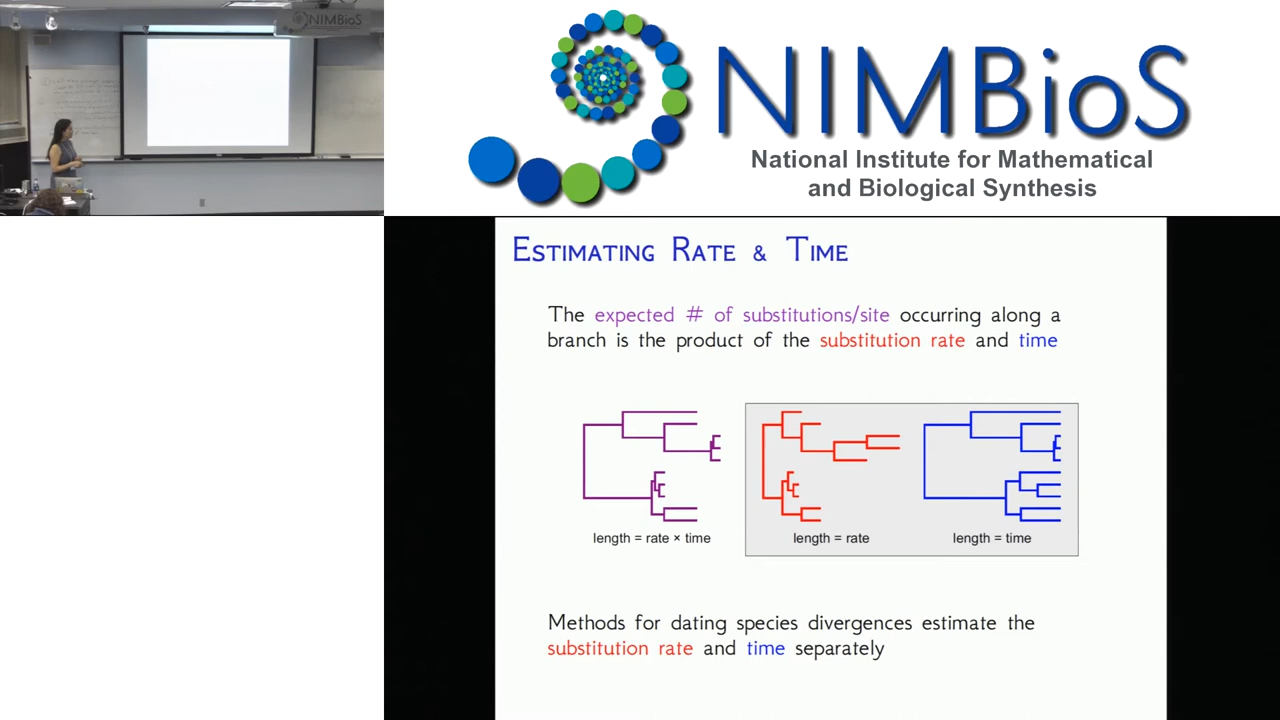 NIMBioS
NIMBioS
National Institute for Mathematical
and Biological Synthesis
ESTIMATING RATE & TIME
The expected # of substitutions/site occurring along a
branch is the product of the substitution rate and time
length = rate × time
length = rate
length = time
Methods for dating species divergences estimate the
substitution rate and time separately